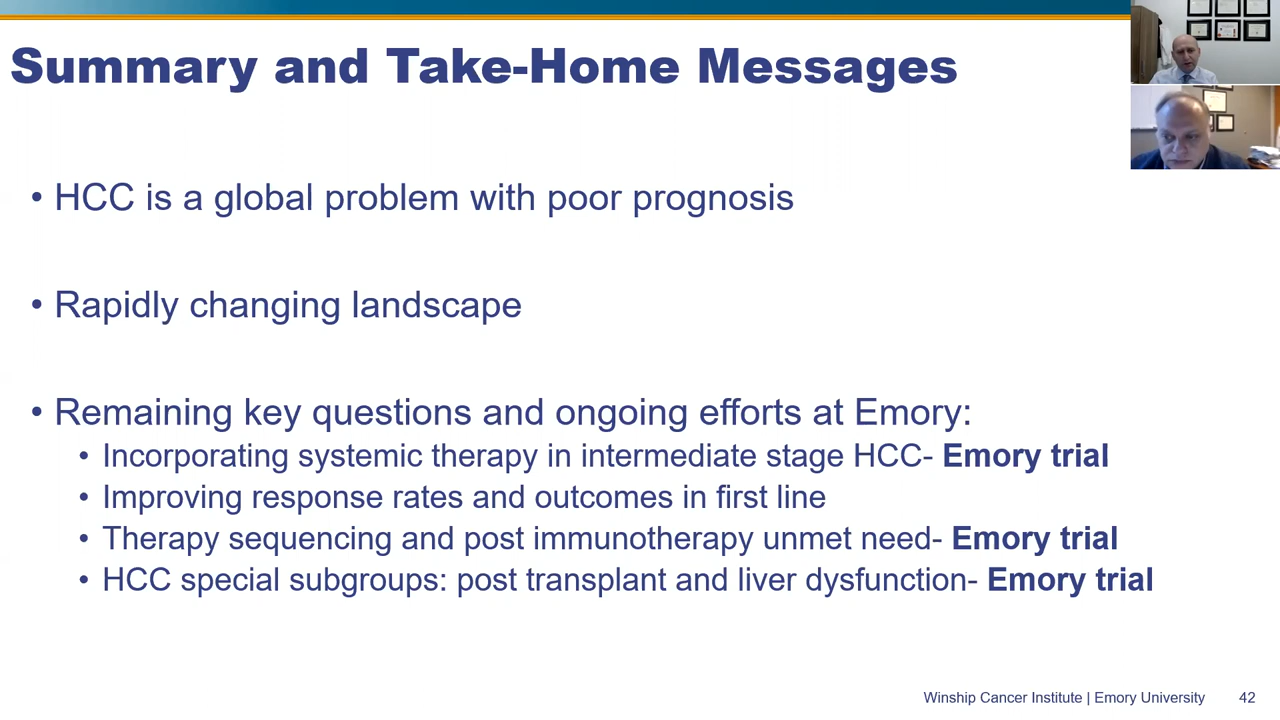 Summary and Take-Home Messages
• HCC is a global problem with poor prognosis
• Rapidly changing landscape
• Remaining key questions and ongoing efforts at Emory:
• Incorporating systemic therapy in intermediate stage HCC- Emory trial
• Improving response rates and outcomes in first line
• Therapy sequencing and post immunotherapy unmet need- Emory trial
• HCC special subgroups: post transplant and liver dysfunction- Emory trial
Winship Cancer Institute | Emory University 42